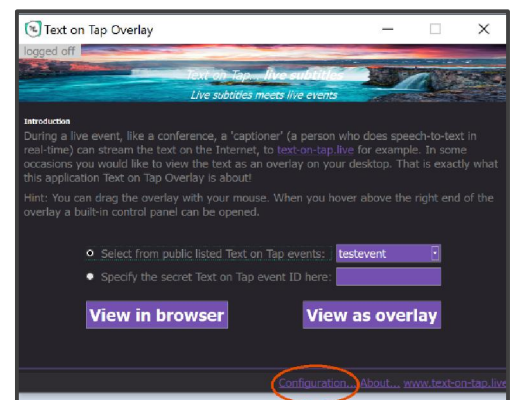 Text on Tap Overlay
logged off
Text on Tap... live subtitles
Live subtitles meets live events
Introduction
During a live event, like a conference, a 'captioner' (a person who does speech-to-text in
real-time) can stream the text on the Internet, to text-on-tap.live for example. In some
occasions you would like to view the text as an overlay on your desktop. That is exactly what
this application Text on Tap Overlay is about!
Hint: You can drag the overlay with your mouse. When you hover above the right end of the
overlay a built-in control panel can be opened.
Select from public listed Text on Tap events: testevent
Specify the secret Text on Tap event ID here:
View in browser View as overlay
Configuration... About... www.text-on-tap.live